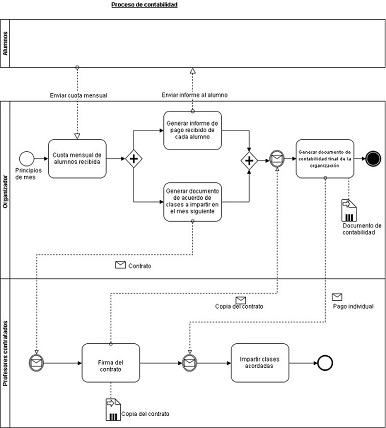 Proceso de contabilidad
Alumnos
Enviar cuota mensual
Enviar informe al alumno
Organizador
Principios
de mes
Cuota mensual de
alumnos recibida
Generar informe de
pago recibido de
cada alumno
Generar documento
de acuerdo de
clases a impartir en
el mes siguiente
Generar documento de
contabilidad final de la
organización
Documento de
contabilidad
Contrato
Copia del contrato
Pago individual
Profesores contratados
Firma del
contrato
Impartir clases
acordadas
Copia del contrato